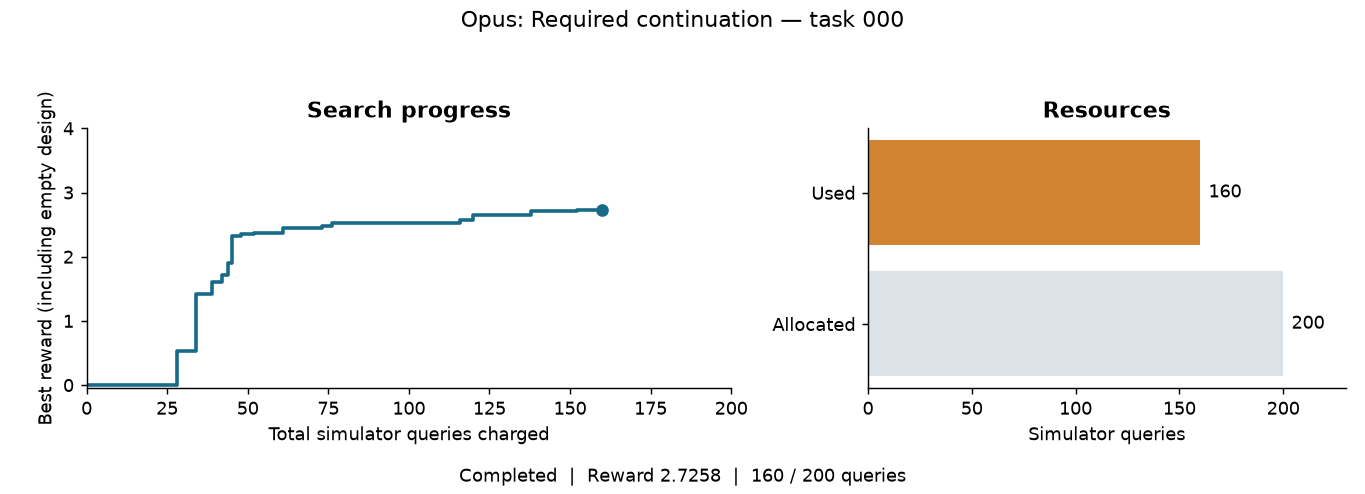 Opus: Required continuation — task 000
Search progress
Best reward (including empty design)
4
3
2
1
0
0 25 50 75 100 125 150 175 200
Total simulator queries charged
Resources
Used
160
Allocated
200
0 50 100 150 200
Simulator queries
Completed | Reward 2.7258 | 160 / 200 queries